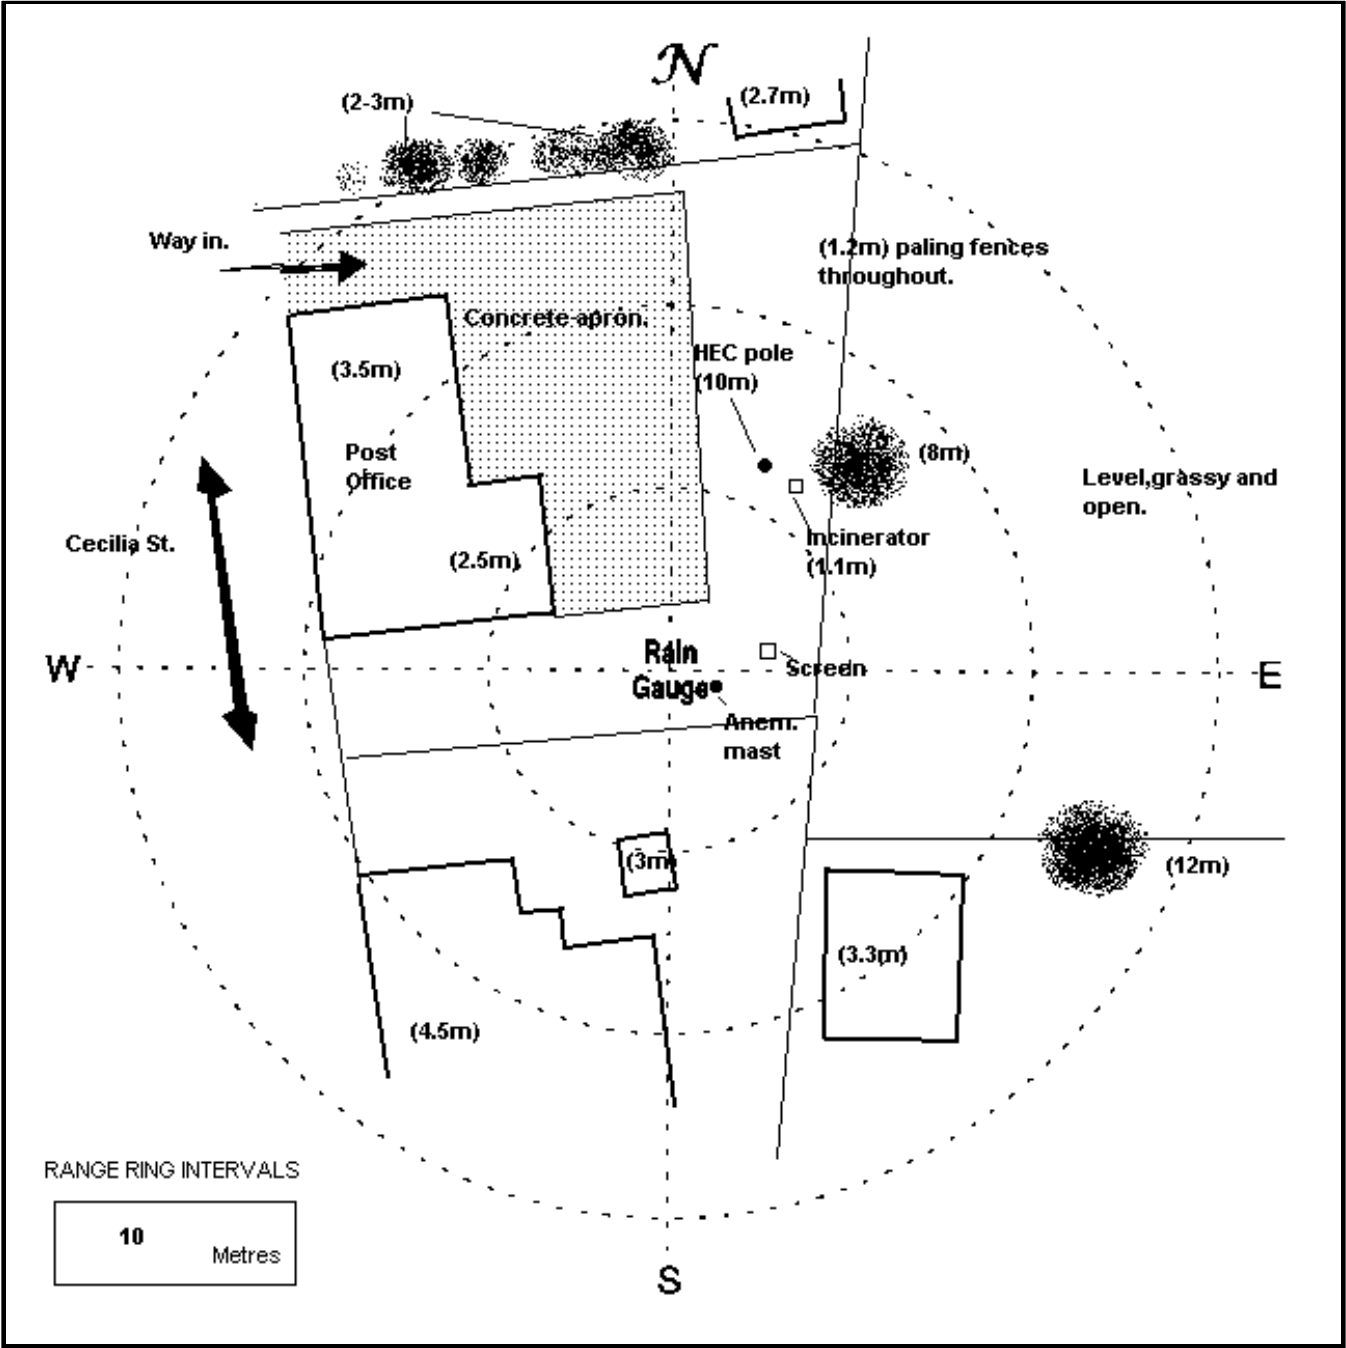 N
(2-3m)
(2.7m)
Way in.
(1.2m) paling fences
throughout.
Concrete apron.
HEC pole
(10m)
(3.5m)
Post
Office
(8m)
Level,grassy and
open.
Cecilia St.
Incinerator
(1.1m)
(2.5m)
Rain
Gauge
Screen
W
E
Anem.
mast
(3m)
(12m)
(3.3m)
(4.5m)
RANGE RING INTERVALS
10
Metres
S